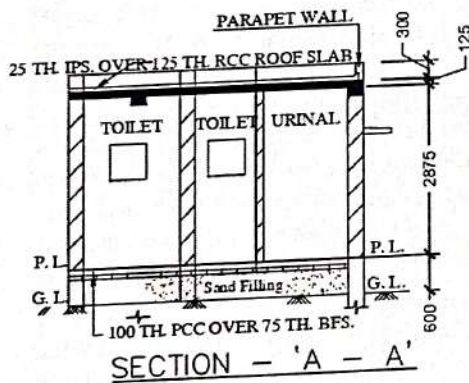 PARAPET WALL
300
125
25 TH. IPS. OVER 125 TH. RCC ROOF SLAB
TOILET
TOILET
URINAL
2875
P. L.
P. L.
G. L.
Sand Filling
G. L.
600
100 TH. PCC OVER 75 TH. BFS.
SECTION - 'A - A'